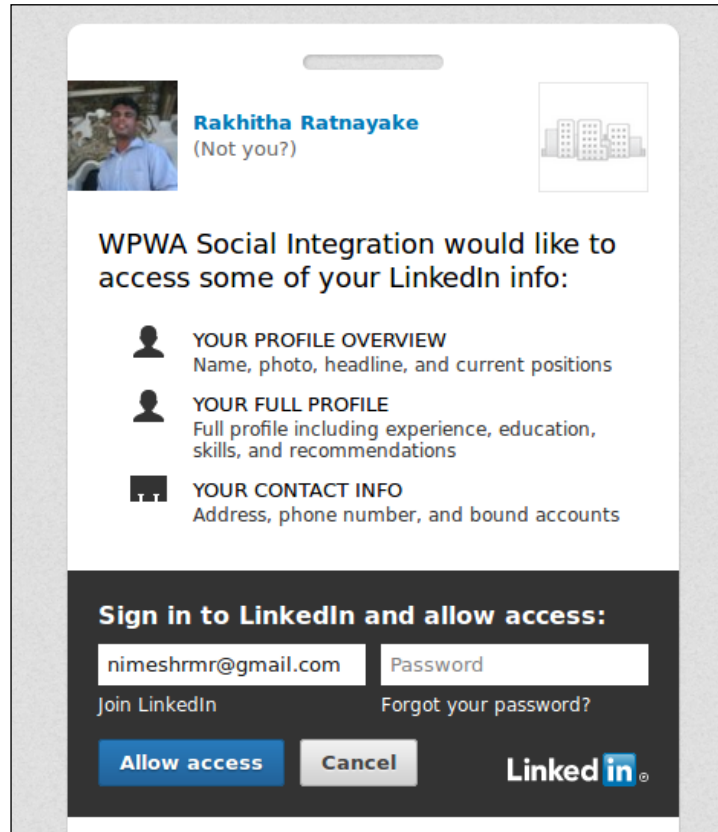 Rakhitha Ratnayake
(Not you?)
WPWA Social Integration would like to
access some of your LinkedIn info:
YOUR PROFILE OVERVIEW
Name, photo, headline, and current positions
YOUR FULL PROFILE
Full profile including experience, education,
skills, and recommendations
YOUR CONTACT INFO
Address, phone number, and bound accounts
Sign in to LinkedIn and allow access:
nimeshrmr@gmail.com Password
Join LinkedIn Forgot your password?
Allow access Cancel Linked in ®